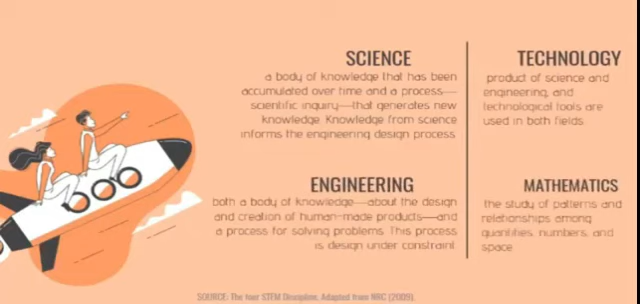 SCIENCE
a body of knowledge that has been
accumulated over time and a process—
scientific inquiry—that generates new
knowledge. Knowledge from science
informs the engineering design process.
TECHNOLOGY
product of science and
engineering, and
technological tools are
used in both fields.
ENGINEERING
both a body of knowledge—about the design
and creation of human-made products—and
a process for solving problems. This process
is design under constraint.
MATHEMATICS
the study of patterns and
relationships among
quantities, numbers, and
space.
SOURCE: The four STEM Discipline, Adapted from NRC (2009).